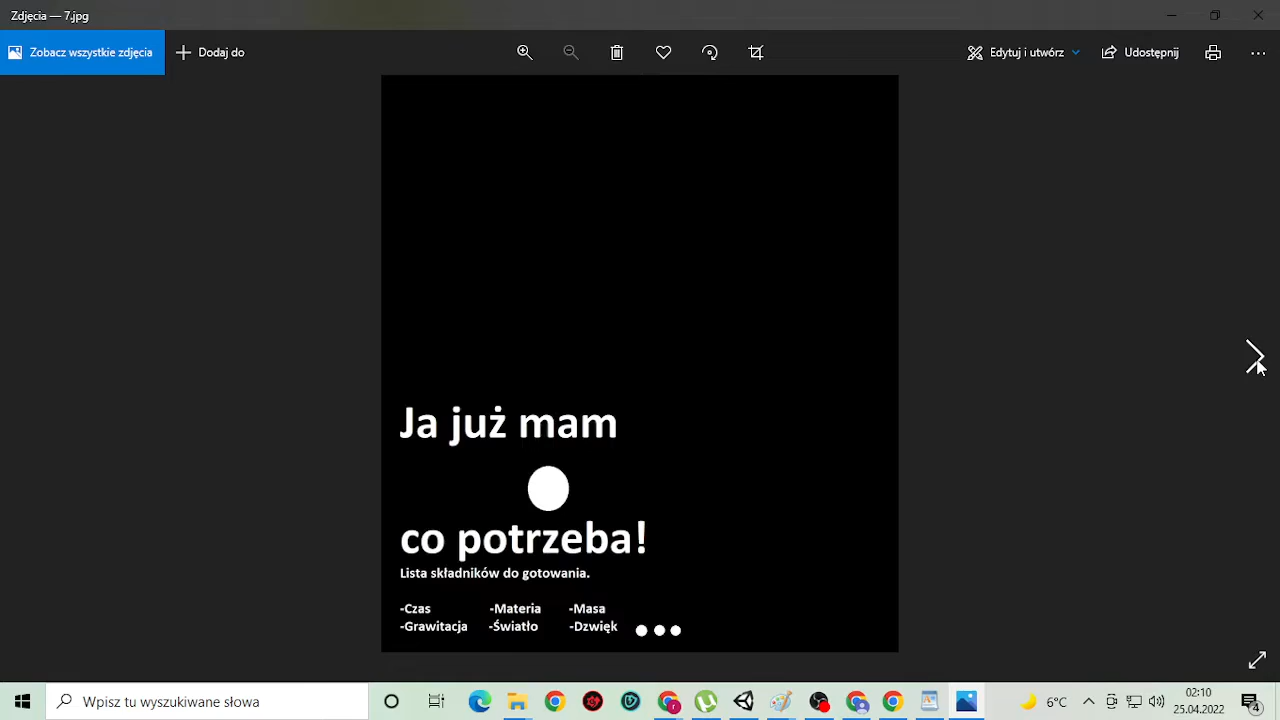 Zdjęcia — 7.jpg
Zobacz wszystkie zdjęcia
Dodaj do
Edytuj i utwórz
Udostępnij
Ja już mam
co potrzeba!
Lista składników do gotowania.
-Czas -Materia -Masa
-Grawitacja -Światło -Dzwięk
Wpisz tu wyszukiwane słowa
6°C
02:10
25.04.2022
4